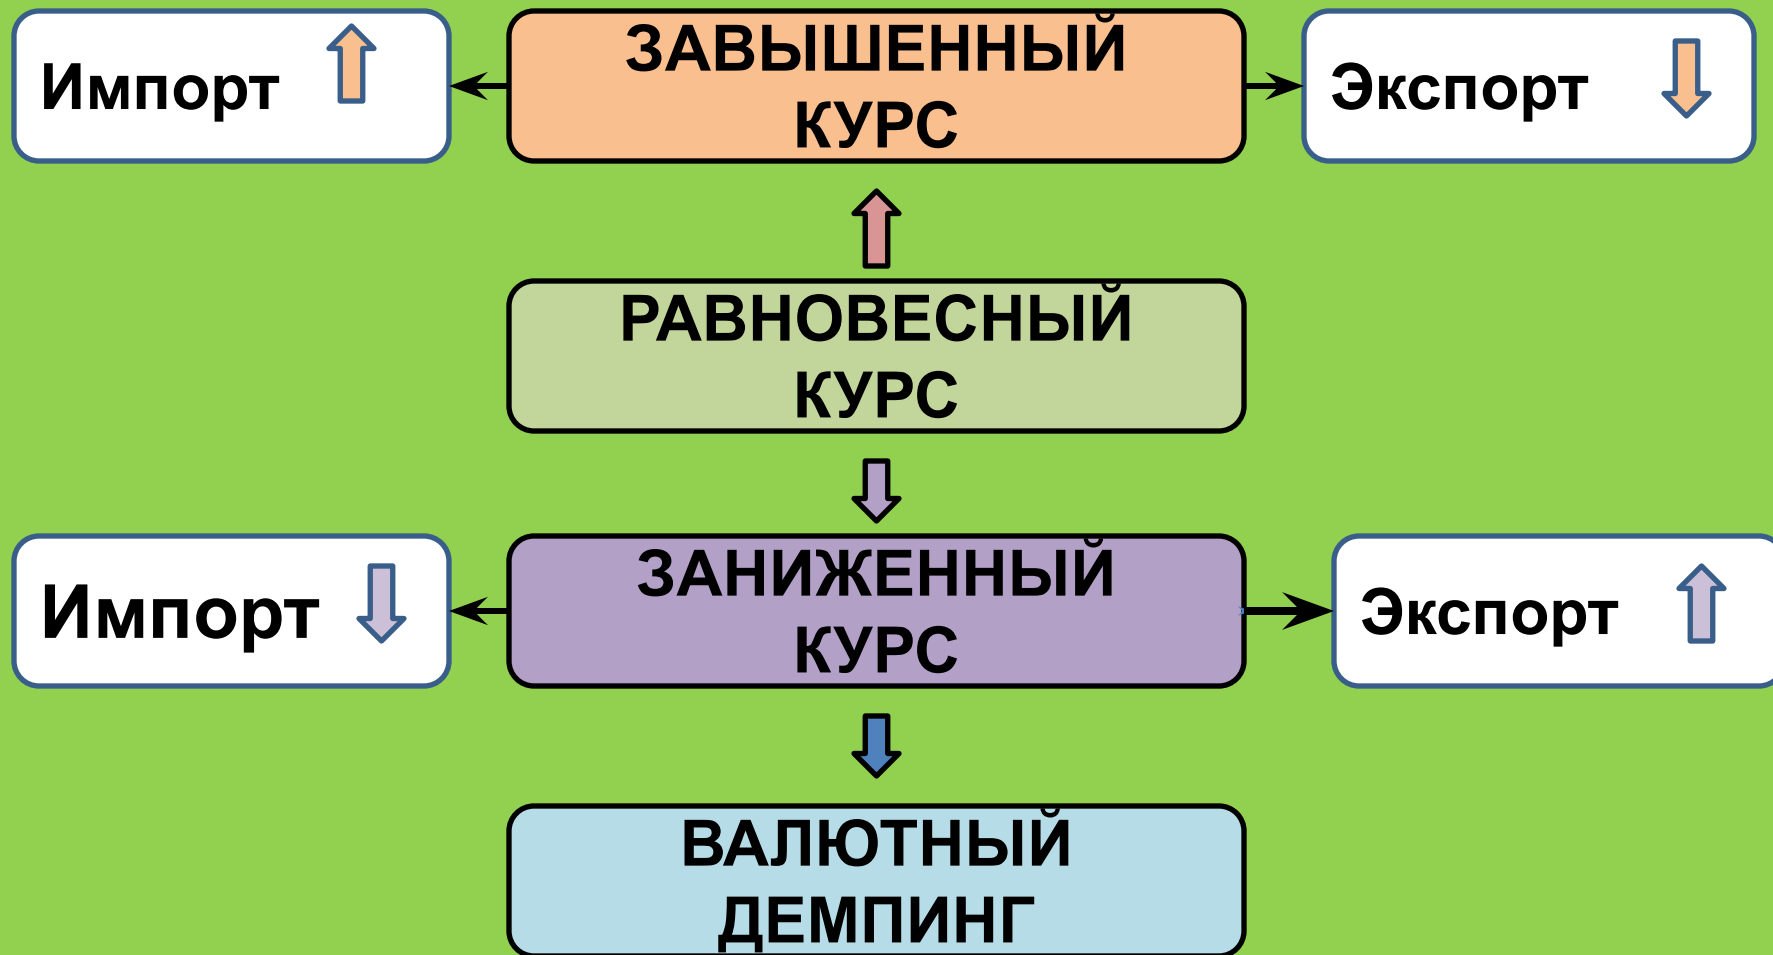 Импорт
ЗАВЫШЕННЫЙ
КУРС
Экспорт
РАВНОВЕСНЫЙ
КУРС
Импорт
ЗАНИЖЕННЫЙ
КУРС
Экспорт
ВАЛЮТНЫЙ
ДЕМПИНГ